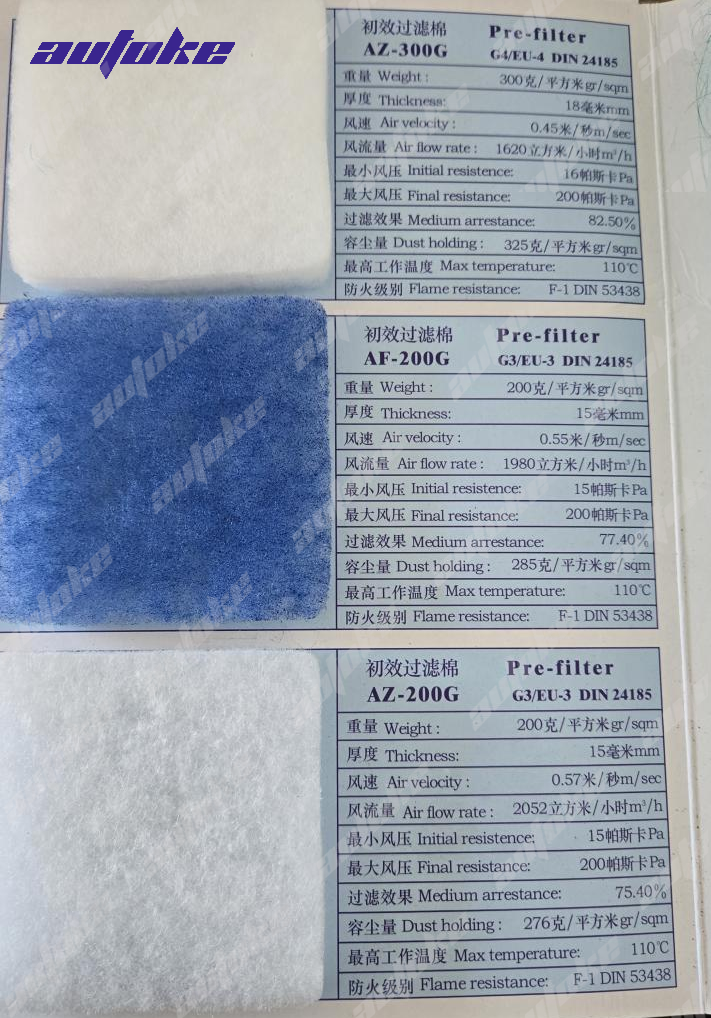 autoke
初效过滤棉 Pre-filter
AZ-300G G4/EU-4 DIN 24185
重量 Weight: 300克/平方米gr/sqm
厚度 Thickness: 18毫米mm
风速 Air velocity: 0.45米/秒m/sec
风流量 Air flow rate: 1620立方米/小时m³/h
最小风压 Initial resistence: 16帕斯卡Pa
最大风压 Final resistance: 200帕斯卡Pa
过滤效果 Medium arrestance: 82.50%
容尘量 Dust holding: 325克/平方米gr/sqm
最高工作温度 Max temperature: 110℃
防火级别 Flame resistance: F-1 DIN 53438
初效过滤棉 Pre-filter
AF-200G G3/EU-3 DIN 24185
重量 Weight: 200克/平方米gr/sqm
厚度 Thickness: 15毫米mm
风速 Air velocity: 0.55米/秒m/sec
风流量 Air flow rate: 1980立方米/小时m³/h
最小风压 Initial resistence: 15帕斯卡Pa
最大风压 Final resistance: 200帕斯卡Pa
过滤效果 Medium arrestance: 77.40%
容尘量 Dust holding: 285克/平方米gr/sqm
最高工作温度 Max temperature: 110℃
防火级别 Flame resistance: F-1 DIN 53438
初效过滤棉 Pre-filter
AZ-200G G3/EU-3 DIN 24185
重量 Weight: 200克/平方米gr/sqm
厚度 Thickness: 15毫米mm
风速 Air velocity: 0.57米/秒m/sec
风流量 Air flow rate: 2052立方米/小时m³/h
最小风压 Initial resistence: 15帕斯卡Pa
最大风压 Final resistance: 200帕斯卡Pa
过滤效果 Medium arrestance: 75.40%
容尘量 Dust holding: 276克/平方米gr/sqm
最高工作温度 Max temperature: 110℃
防火级别 Flame resistance: F-1 DIN 53438